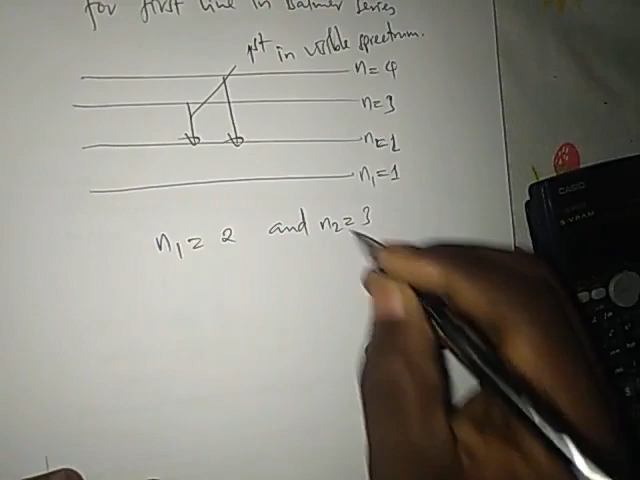 for first line in Balmer Series
1st in visible spectrum.
n=4
n=3
n=2
n₁=1
n₁ = 2 and n₂ = 3
CASIO
S-V.P.A.M.